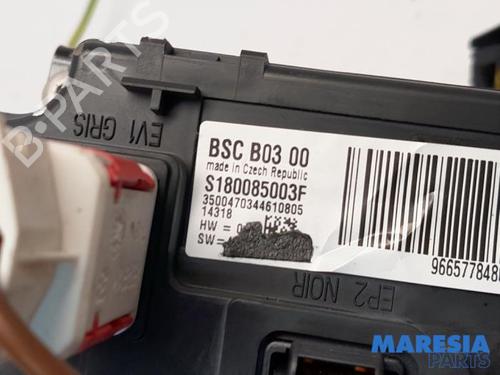 EV1 GRIS
BSC B03 00
made in Czech Republic
S180085003F
3500470344610805
14318
HW = 0
SW =
966577848
EP2 NOIR
B-PARTS
MARESIA
PARTS